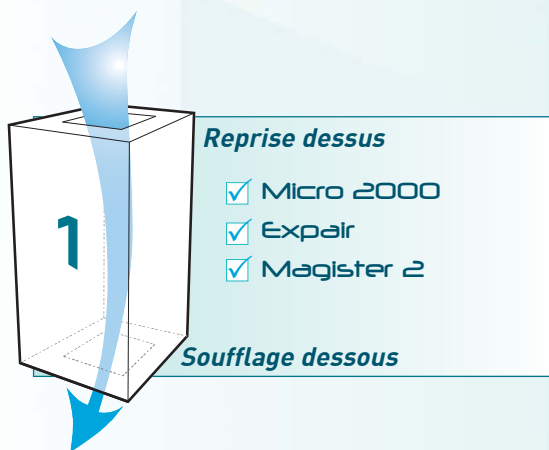 Reprise dessus
Micro 2000
Expair
1
Magister 2
Soufflage dessous